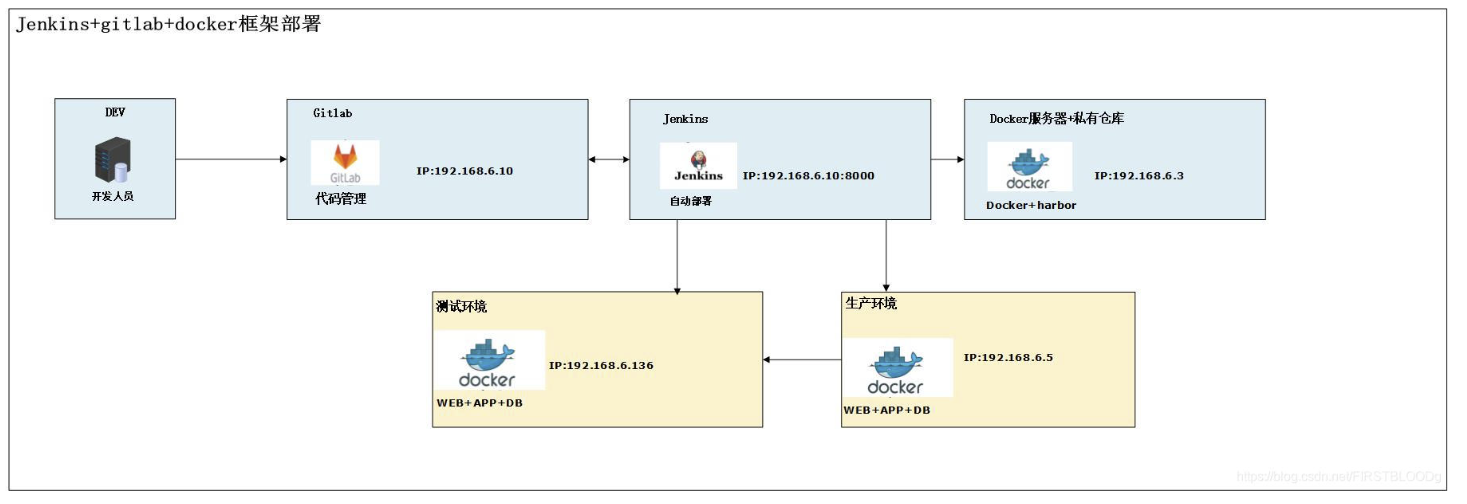 Jenkins+gitlab+docker框架部署
DEV
开发人员
Gitlab
GitLab
IP:192.168.6.10
代码管理
Jenkins
Jenkins
IP:192.168.6.10:8000
自动部署
Docker服务器+私有仓库
docker
IP:192.168.6.3
Docker+harbor
测试环境
docker
IP:192.168.6.136
WEB+APP+DB
生产环境
docker
IP:192.168.6.5
WEB+APP+DB
https://blog.csdn.net/FIRSTBLOODg